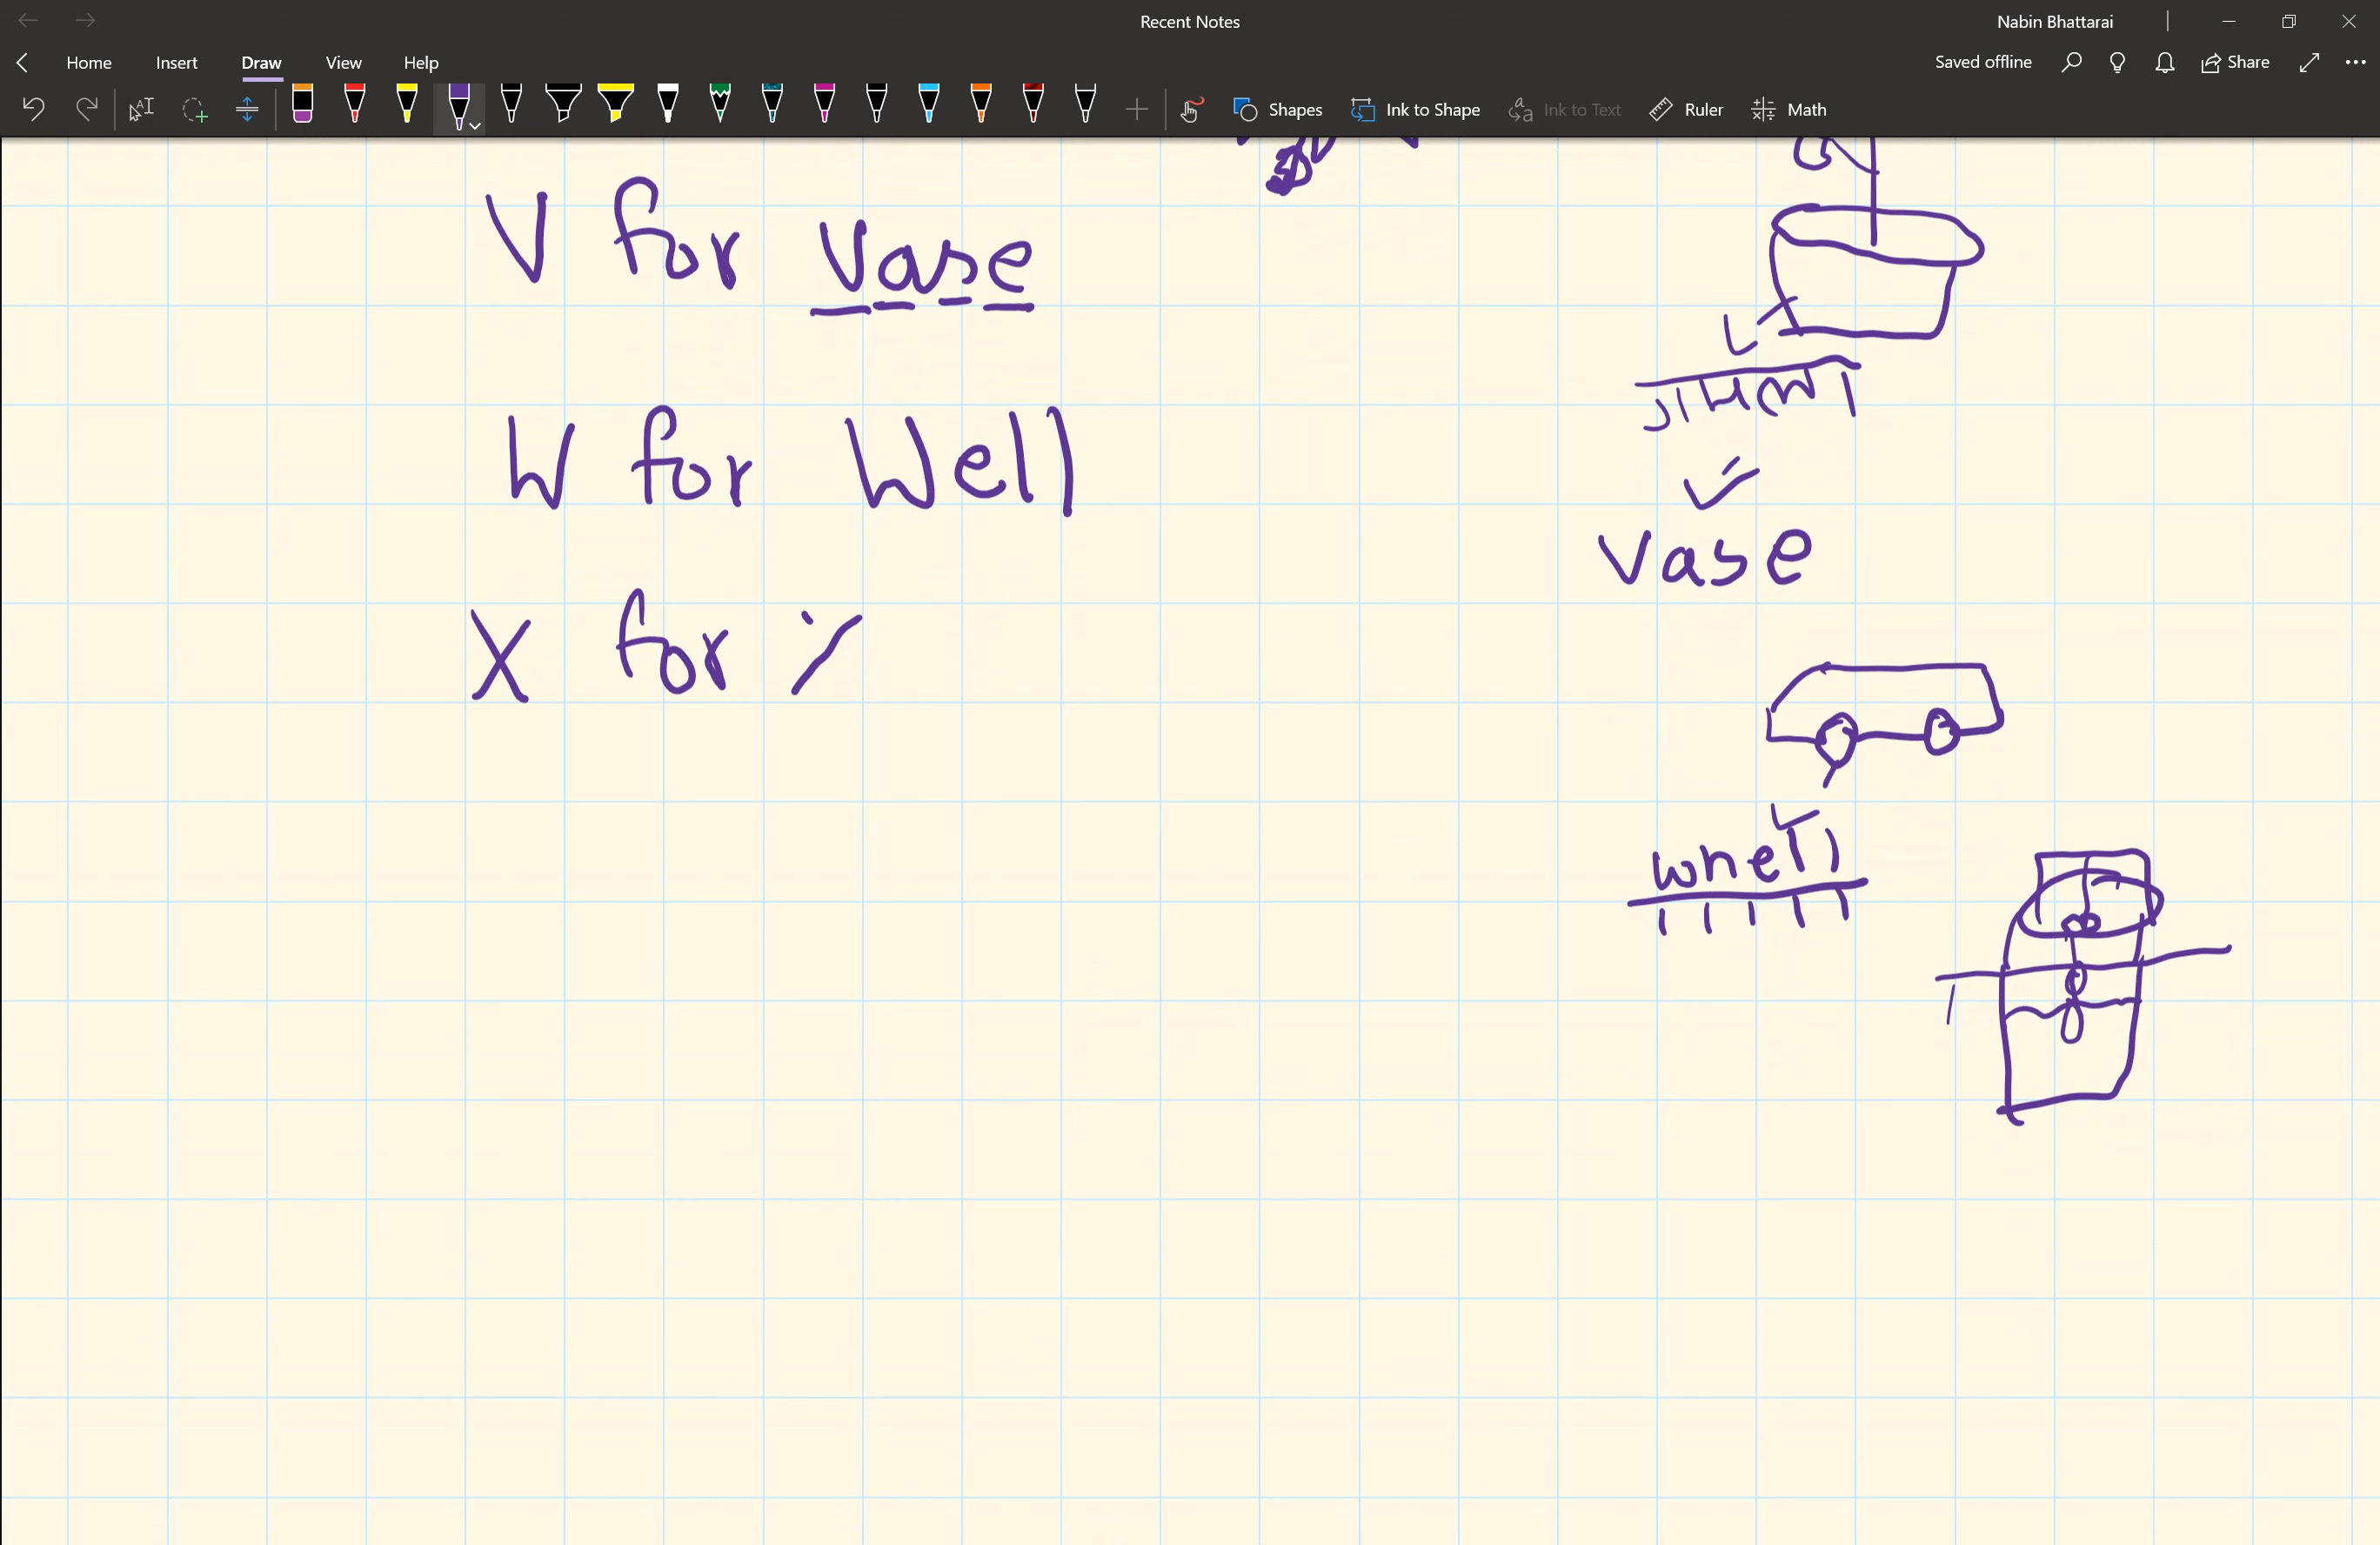 Recent Notes
Nabin Bhattarai
Home Insert Draw View Help
Saved offline
Share
Shapes
Ink to Shape
Ink to Text
Ruler
Math
V for Vase
W for Well
X for
Vase
whell